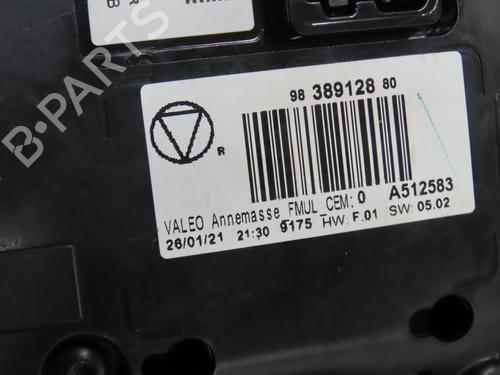 B-PARTS
98 389128 80
R
VALEO Annemasse FMUL CEM: 0 A512583
26/01/21 21:30 9175 HW: F.01 SW: 05.02